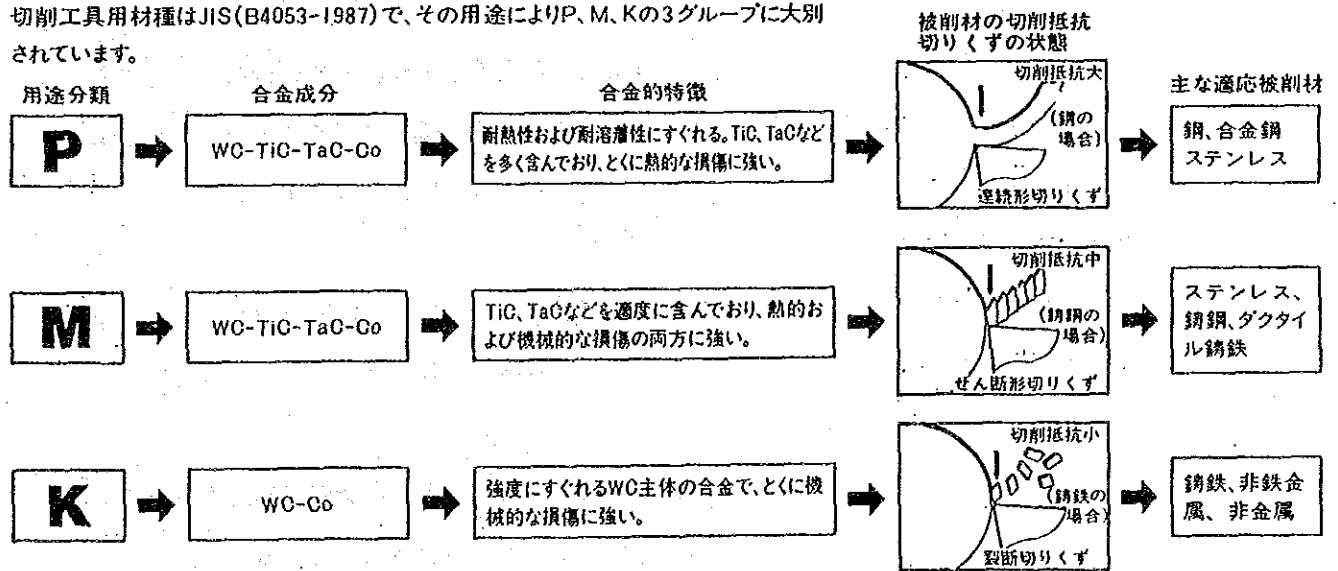 切削工具用材種はJIS(B4053-1987)で、その用途によりP、M、Kの3グループに大別
されています。
用途分類
合金成分
合金的特徴
被削材の切削抵抗
切りくずの状態
主な適応被削材
P
WC-TiC-TaC-Co
耐熱性および耐溶着性にすぐれる。TiC、TaCなど
を多く含んでおり、とくに熱的な損傷に強い。
切削抵抗大
(鋼の
場合)
連続形切りくず
鋼、合金鋼
ステンレス
M
WC-TiC-TaC-Co
TiC、TaCなどを適度に含んでおり、熱的お
よび機械的な損傷の両方に強い。
切削抵抗中
(鋳鋼の
場合)
せん断形切りくず
ステンレス、
鋳鋼、ダクタイ
ル鋳鉄
K
WC-Co
強度にすぐれるWC主体の合金で、とくに機
械的な損傷に強い。
切削抵抗小
(鋳鉄の
場合)
裂断切りくず
鋳鉄、非鉄金
属、非金属